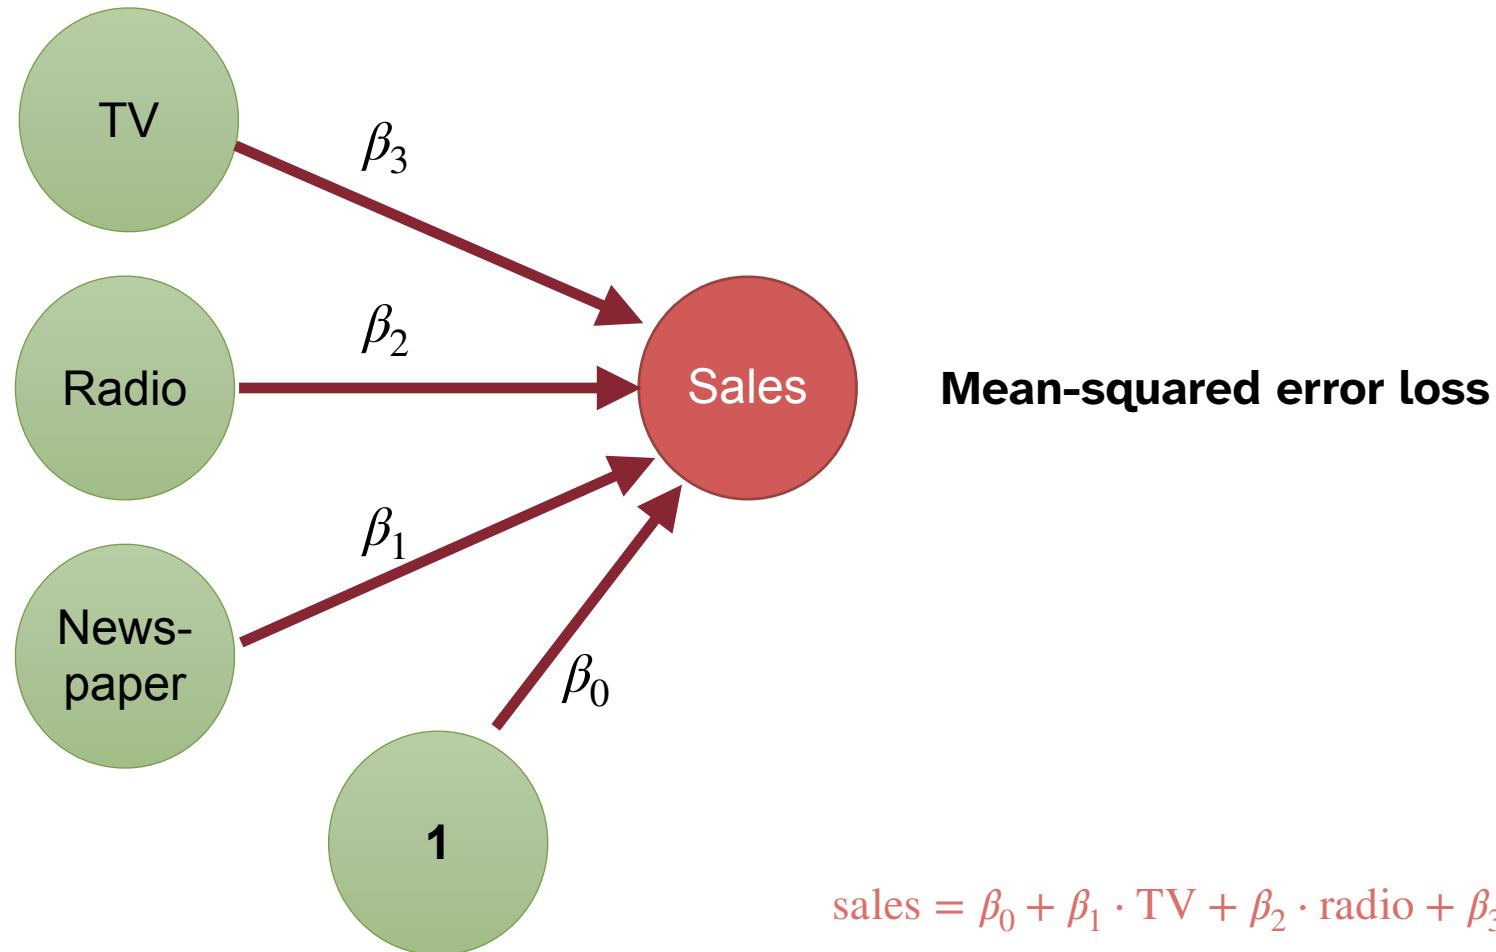 TV
β₃
Radio
β₂
Sales
Mean-squared error loss
β₁
News-
paper
β₀
1
sales = β₀ + β₁ · TV + β₂ · radio + β₃